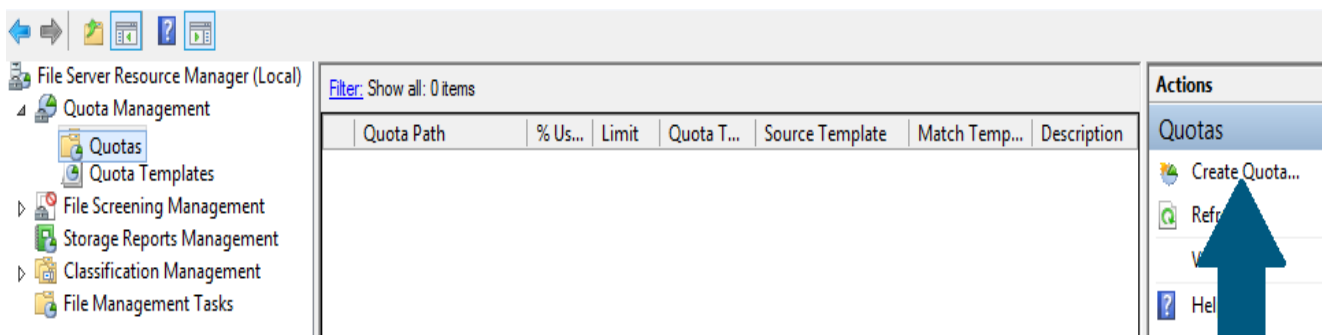 File Server Resource Manager (Local)
Quota Management
Quotas
Quota Templates
File Screening Management
Storage Reports Management
Classification Management
File Management Tasks
Filter: Show all: 0 items
Quota Path % Us... Limit Quota T... Source Template Match Temp... Description
Actions
Quotas
Create Quota...